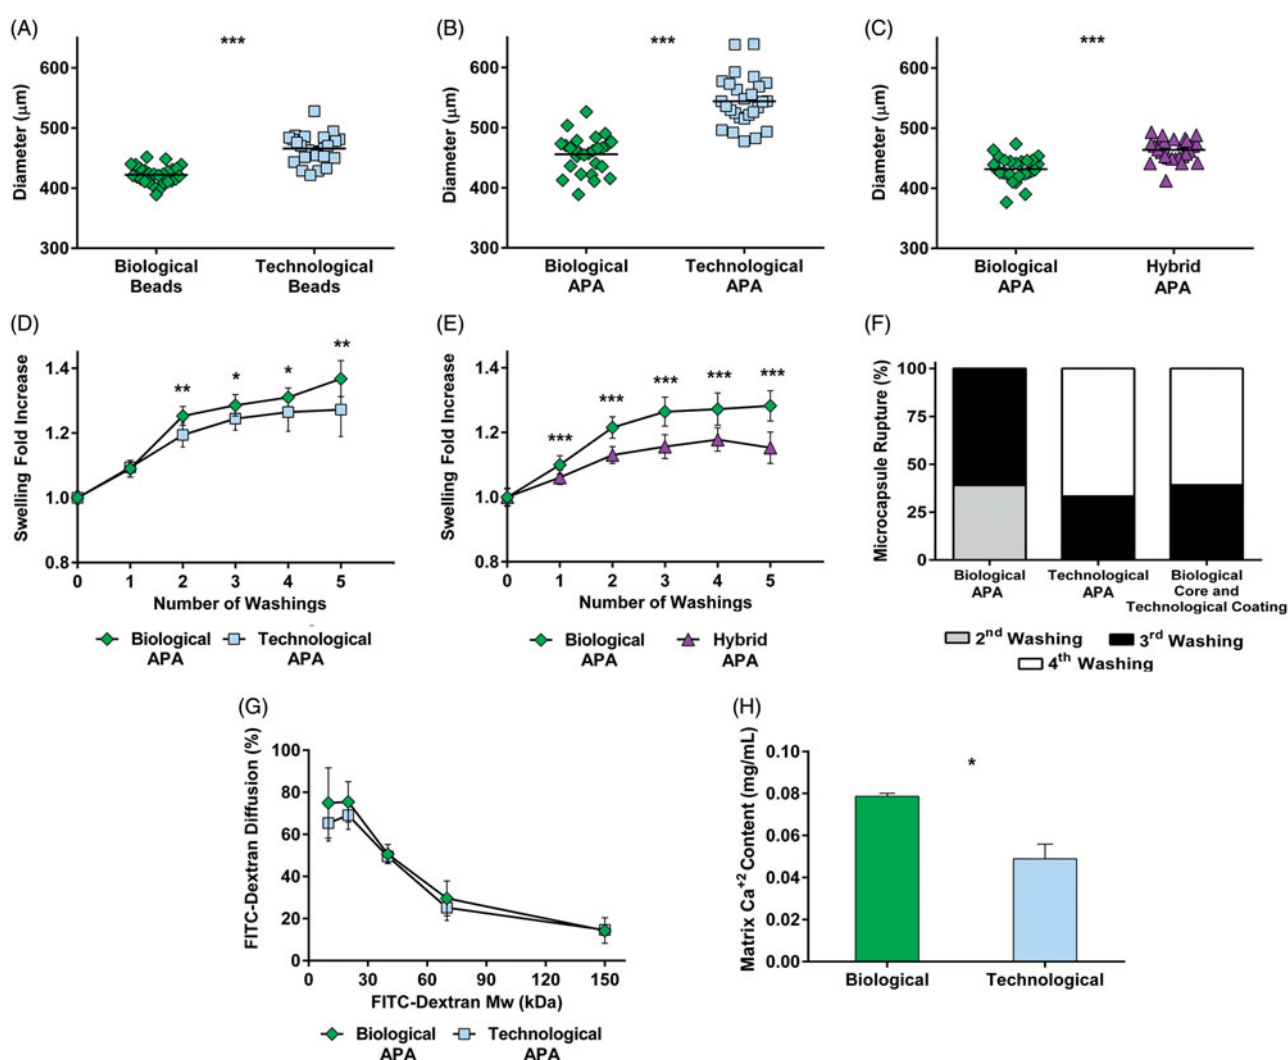 (A)
***
Diameter (μm)
600
500
400
300
Biological
Beads
Technological
Beads
(B)
***
Diameter (μm)
600
500
400
300
Biological
APA
Technological
APA
(C)
***
Diameter (μm)
600
500
400
300
Biological
APA
Hybrid
APA
(D)
Swelling Fold Increase
1.4
1.2
1.0
0.8
** * * **
0 1 2 3 4 5
Number of Washings
Biological
APA
Technological
APA
(E)
Swelling Fold Increase
1.4
1.2
1.0
0.8
*** *** *** *** ***
0 1 2 3 4 5
Number of Washings
Biological
APA
Hybrid
APA
(F)
Microcapsule Rupture (%)
100
75
50
25
0
Biological
APA
Technological
APA
Biological
Core and
Technological Coating
2nd Washing
3rd Washing
4th Washing
(G)
FITC-Dextran Diffusion (%)
100
80
60
40
20
0
0 30 60 90 120 150
FITC-Dextran Mw (kDa)
Biological
APA
Technological
APA
(H)
Matrix Ca+2 Content (mg/mL)
0.10
0.08
0.06
0.04
0.02
0.00
*
Biological
Technological